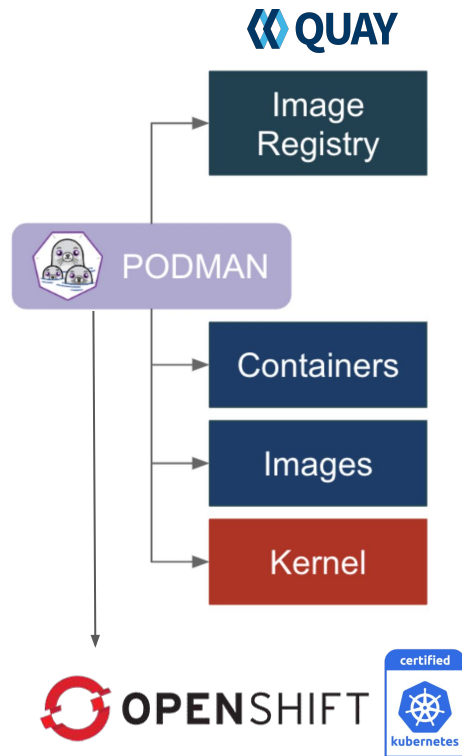 QUAY
Image
Registry
PODMAN
Containers
Images
Kernel
OPENSHIFT
certified
kubernetes